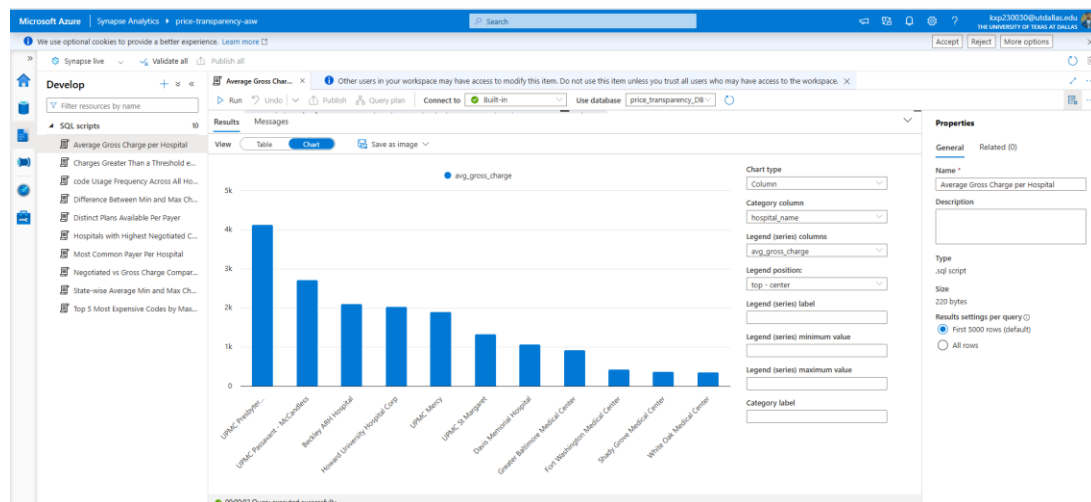 Microsoft Azure | Synapse Analytics ▸ price-transparency-asw
Search
kxp230030@utdallas.edu
THE UNIVERSITY OF TEXAS AT DALLAS
We use optional cookies to provide a better experience. Learn more
Accept Reject More options
Synapse live Validate all Publish all
Develop
Filter resources by name
SQL scripts 10
Average Gross Charge per Hospital
Charges Greater Than a Threshold e...
code Usage Frequency Across All Ho...
Difference Between Min and Max Ch...
Distinct Plans Available Per Payer
Hospitals with Highest Negotiated C...
Most Common Payer Per Hospital
Negotiated vs Gross Charge Compar...
State-wise Average Min and Max Ch...
Top 5 Most Expensive Codes by Max...
Average Gross Char...
Other users in your workspace may have access to modify this item. Do not use this item unless you trust all users who may have access to the workspace.
Run Undo Publish Query plan Connect to Built-in Use database price_transparency_DB
Results Messages
View Table Chart Save as image
avg_gross_charge
5k
4k
3k
2k
1k
0
UPMC Presbyter...
UPMC Passavant - McCandless
Beckley ARH Hospital
Howard University Hospital Corp
UPMC Mercy
UPMC St Margaret
Davis Memorial Hospital
Greater Baltimore Medical Center
Fort Washington Medical Center
Shady Grove Medical Center
White Oak Medical Center
Chart type
Column
Category column
hospital_name
Legend (series) columns
avg_gross_charge
Legend position:
top - center
Legend (series) label
Legend (series) minimum value
Legend (series) maximum value
Category label
Properties
General Related (0)
Name *
Average Gross Charge per Hospital
Description
Type
.sql script
Size
220 bytes
Results settings per query
First 5000 rows (default)
All rows
00:00:02 Query executed successfully.